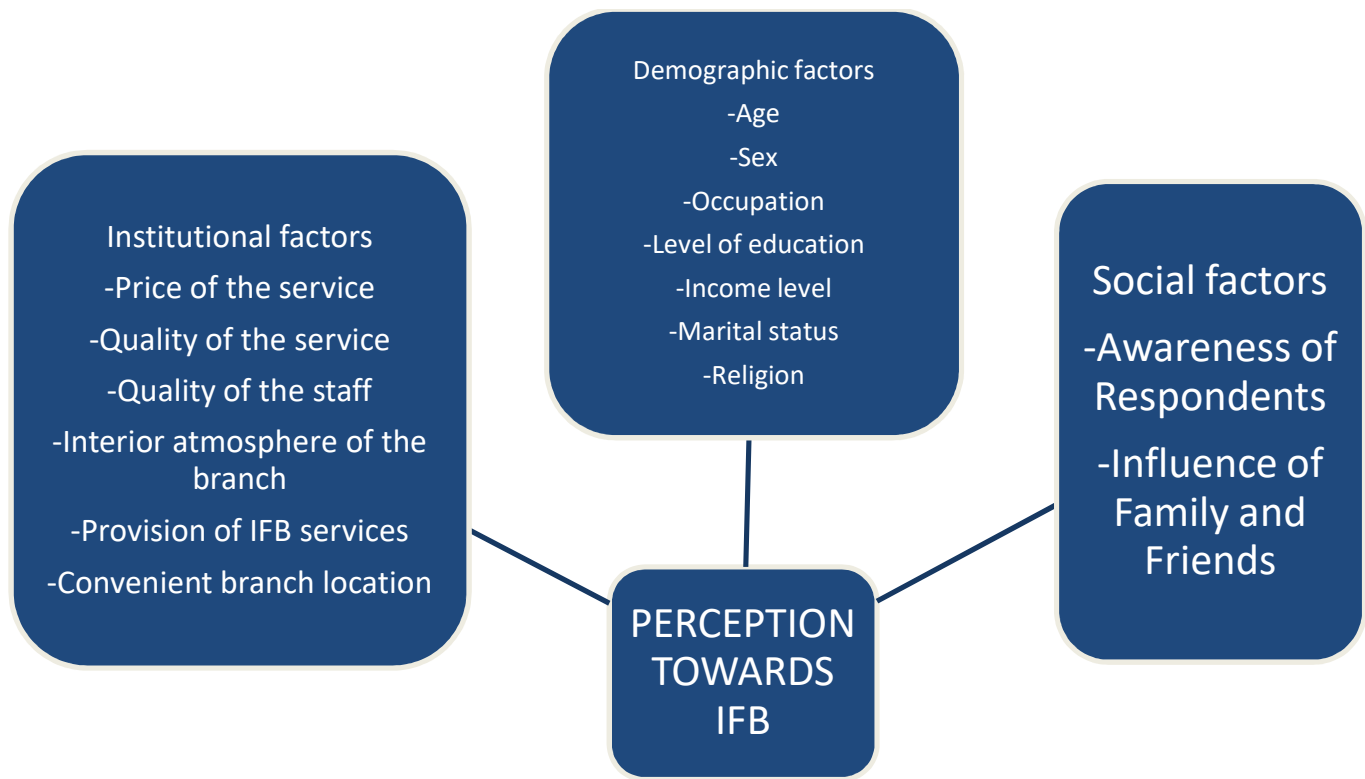 Institutional factors
-Price of the service
-Quality of the service
-Quality of the staff
-Interior atmosphere of the
branch
-Provision of IFB services
-Convenient branch location
Demographic factors
-Age
-Sex
-Occupation
-Level of education
-Income level
-Marital status
-Religion
Social factors
-Awareness of
Respondents
-Influence of
Family and
Friends
PERCEPTION
TOWARDS
IFB